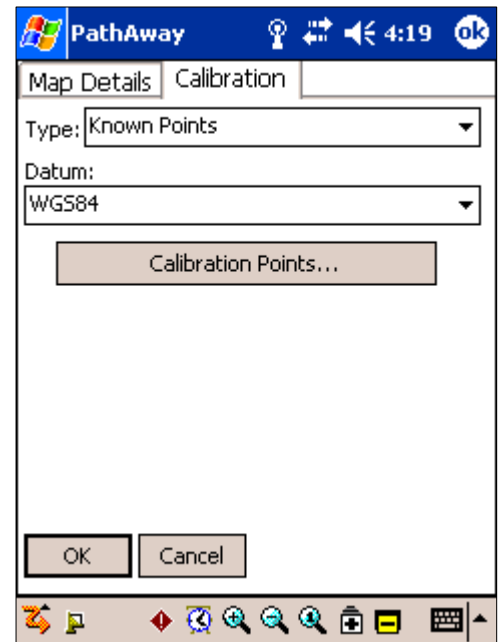 PathAway 4:19 ok
Map Details Calibration
Type: Known Points
Datum:
WGS84
Calibration Points...
OK Cancel